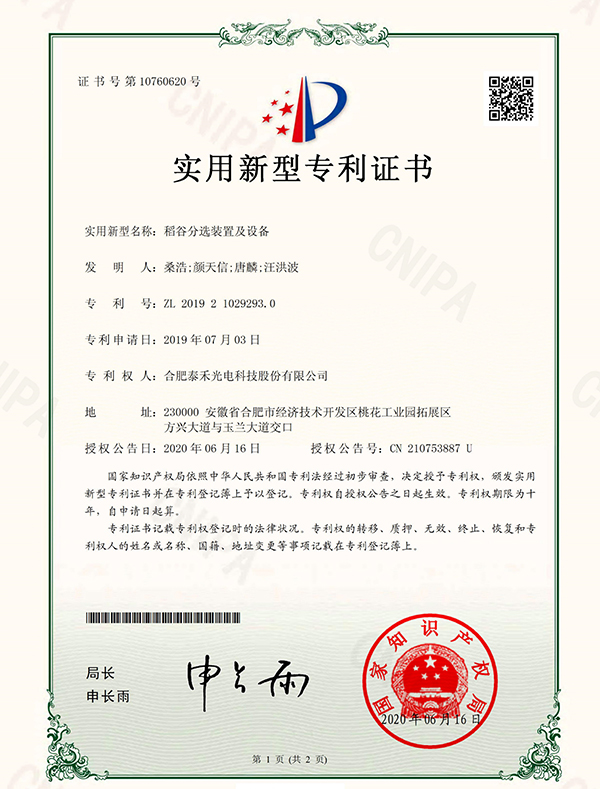 证书号第10760620号
实用新型专利证书
实用新型名称：稻谷分选装置及设备
发明人：桑浩;颜天信;唐麟;汪洪波
专利号：ZL 2019 2 1029293.0
专利申请日：2019年07月03日
专利权人：合肥泰禾光电科技股份有限公司
地址：230000 安徽省合肥市经济技术开发区桃花工业园拓展区
方兴大道与玉兰大道交口
授权公告日：2020年06月16日 授权公告号：CN 210753887 U
国家知识产权局依照中华人民共和国专利法经过初步审查，决定授予专利权，颁发实用
新型专利证书并在专利登记簿上予以登记。专利权自授权公告之日起生效。专利权期限为十
年，自申请日起算。
专利证书记载专利权登记时的法律状况。专利权的转移、质押、无效、终止、恢复和专
利权人的姓名或名称、国籍、地址变更等事项记载在专利登记簿上。
局长
申长雨
申长雨
国家知识产权局
2020年06月16日
第 1 页 (共 2 页)
CNIPA
CNIPA
CNIPA
CNIPA
CNIPA